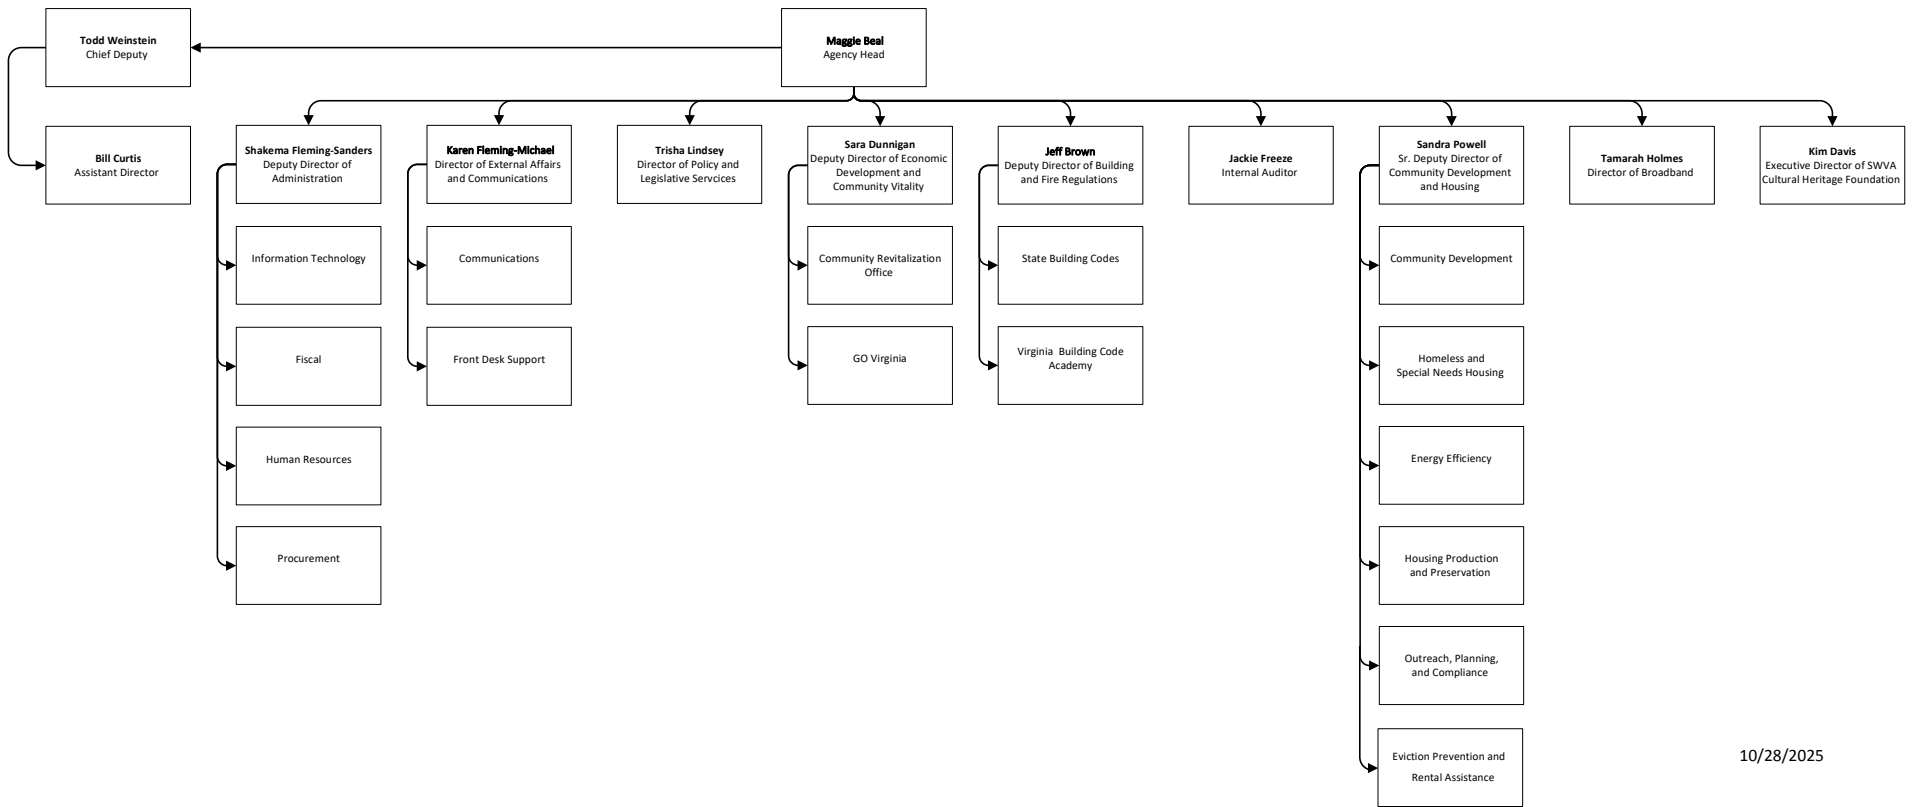 Todd Weinstein
Chief Deputy
Maggie Beal
Agency Head
Bill Curtis
Assistant Director
Shakema Fleming-Sanders
Deputy Director of
Administration
Karen Fleming-Michael
Director of External Affairs
and Communications
Trisha Lindsey
Director of Policy and
Legislative Servcices
Sara Dunnigan
Deputy Director of Economic
Development and
Community Vitality
Jeff Brown
Deputy Director of Building
and Fire Regulations
Jackie Freeze
Internal Auditor
Sandra Powell
Sr. Deputy Director of
Community Development
and Housing
Tamarah Holmes
Director of Broadband
Kim Davis
Executive Director of SWVA
Cultural Heritage Foundation
Information Technology
Fiscal
Human Resources
Procurement
Communications
Front Desk Support
Community Revitalization
Office
GO Virginia
State Building Codes
Virginia  Building Code
Academy
Community Development
Homeless and
Special Needs Housing
Energy Efficiency
Housing Production
and Preservation
Outreach, Planning,
and Compliance
Eviction Prevention and
Rental Assistance
10/28/2025